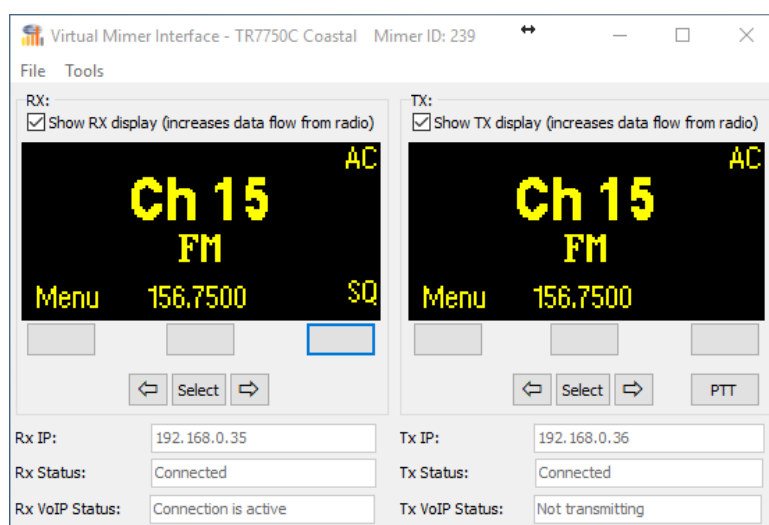 Virtual Mimer Interface - TR7750C Coastal Mimer ID: 239
File Tools
RX:
Show RX display (increases data flow from radio)
AC
Ch 15
FM
Menu 156.7500 SQ
Select
Rx IP: 192.168.0.35
Rx Status: Connected
Rx VoIP Status: Connection is active
TX:
Show TX display (increases data flow from radio)
AC
Ch 15
FM
Menu 156.7500
Select PTT
Tx IP: 192.168.0.36
Tx Status: Connected
Tx VoIP Status: Not transmitting